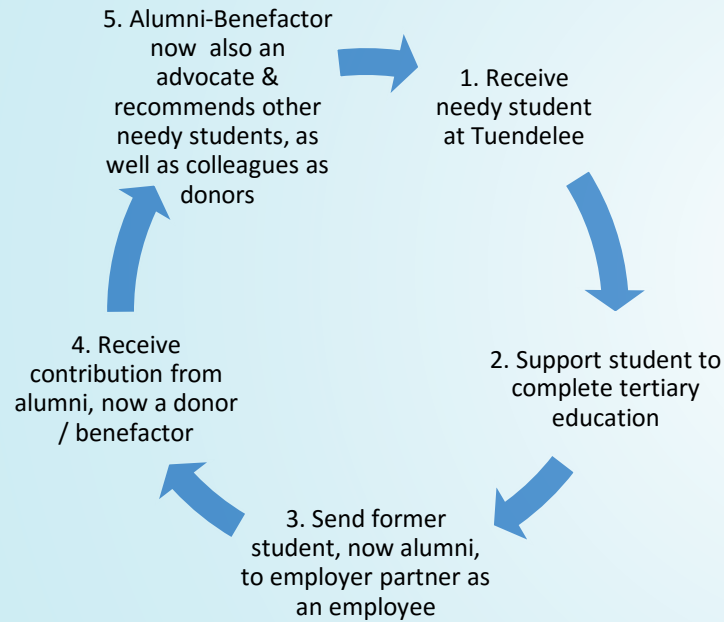 1. Receive
needy student
at Tuendelee
2. Support student to
complete tertiary
education
3. Send former
student, now alumni,
to employer partner as
an employee
4. Receive
contribution from
alumni, now a donor
/ benefactor
5. Alumni-Benefactor
now also an
advocate &
recommends other
needy students, as
well as colleagues as
donors